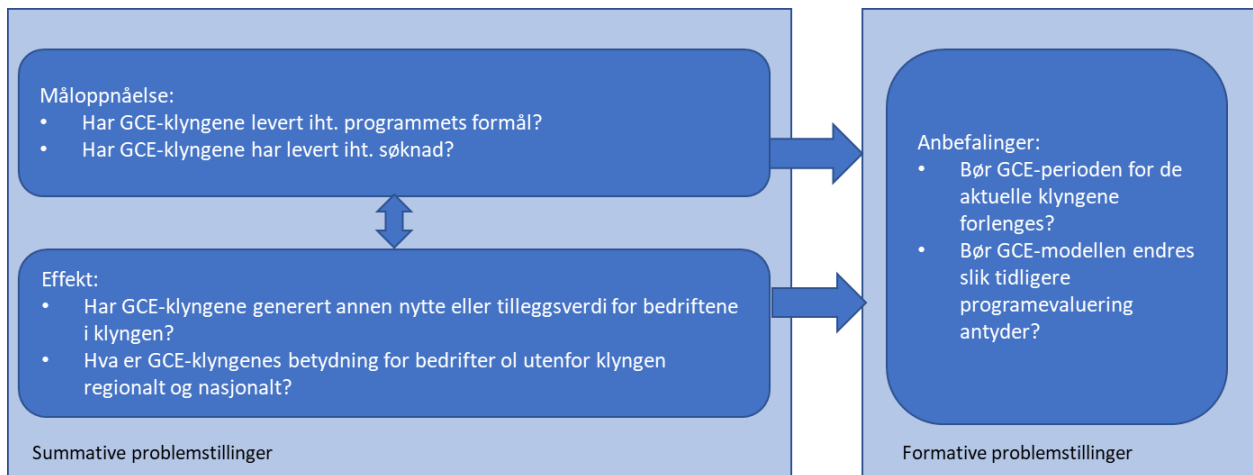 Måloppnåelse:
• Har GCE-klyngene levert iht. programmets formål?
• Har GCE-klyngene har levert iht. søknad?
Effekt:
• Har GCE-klyngene generert annen nytte eller tilleggsverdi for bedriftene
i klyngen?
• Hva er GCE-klyngenes betydning for bedrifter ol utenfor klyngen
regionalt og nasjonalt?
Summative problemstillinger
Anbefalinger:
• Bør GCE-perioden for de
aktuelle klyngene
forlenges?
• Bør GCE-modellen endres
slik tidligere
programevaluering
antyder?
Formative problemstillinger